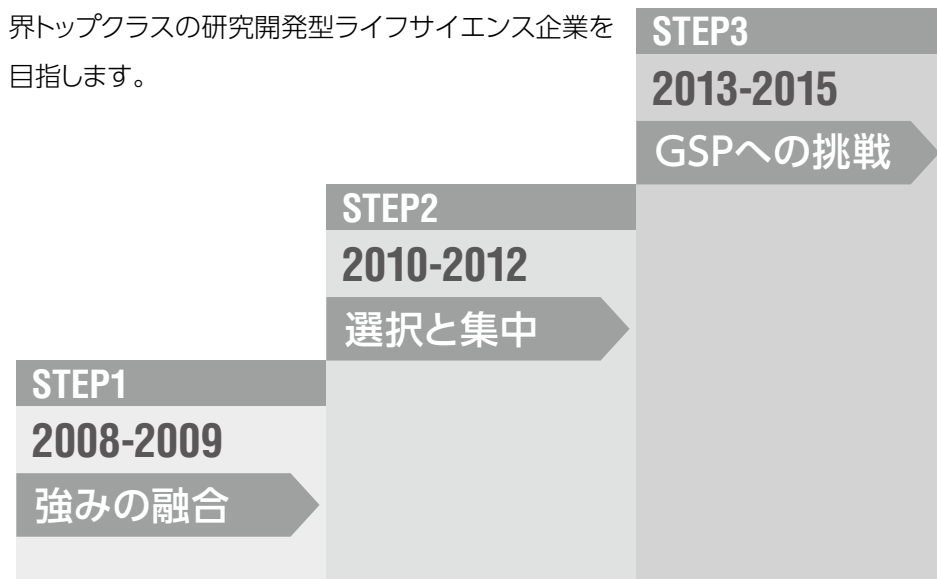 界トップクラスの研究開発型ライフサイエンス企業を
目指します。
STEP3
2013-2015
GSPへの挑戦
STEP2
2010-2012
選択と集中
STEP1
2008-2009
強みの融合